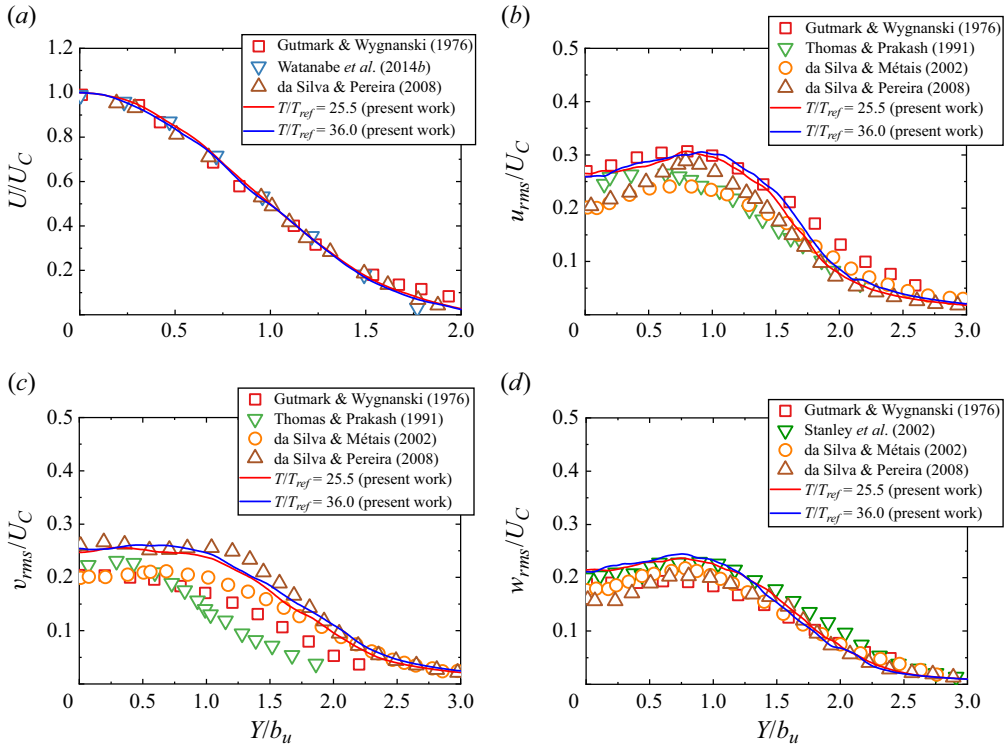 (a)
1.2
1.0
0.8
0.6
0.4
0.2
0
0.5
1.0
1.5
2.0
U/U_C
Gutmark & Wygnanski (1976)
Watanabe et al. (2014b)
da Silva & Pereira (2008)
T/T_ref = 25.5 (present work)
T/T_ref = 36.0 (present work)
(b)
0.5
0.4
0.3
0.2
0.1
0
0.5
1.0
1.5
2.0
2.5
3.0
u_rms/U_C
Gutmark & Wygnanski (1976)
Thomas & Prakash (1991)
da Silva & Métais (2002)
da Silva & Pereira (2008)
T/T_ref = 25.5 (present work)
T/T_ref = 36.0 (present work)
(c)
0.5
0.4
0.3
0.2
0.1
0
0.5
1.0
1.5
2.0
2.5
3.0
v_rms/U_C
Y/b_u
Gutmark & Wygnanski (1976)
Thomas & Prakash (1991)
da Silva & Métais (2002)
da Silva & Pereira (2008)
T/T_ref = 25.5 (present work)
T/T_ref = 36.0 (present work)
(d)
0.5
0.4
0.3
0.2
0.1
0
0.5
1.0
1.5
2.0
2.5
3.0
w_rms/U_C
Y/b_u
Gutmark & Wygnanski (1976)
Stanley et al. (2002)
da Silva & Métais (2002)
da Silva & Pereira (2008)
T/T_ref = 25.5 (present work)
T/T_ref = 36.0 (present work)